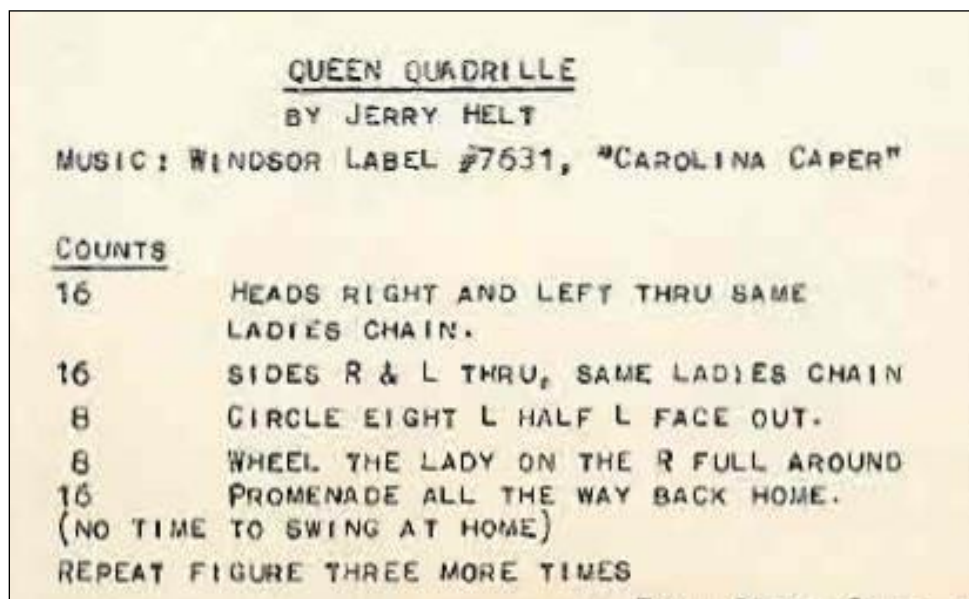 QUEEN QUADRILLE
BY JERRY HELT
MUSIC: WINDSOR LABEL #7631, "CAROLINA CAPER"
COUNTS
16 HEADS RIGHT AND LEFT THRU SAME
LADIES CHAIN.
16 SIDES R & L THRU, SAME LADIES CHAIN
8 CIRCLE EIGHT L HALF L FACE OUT.
8 WHEEL THE LADY ON THE R FULL AROUND
16 PROMENADE ALL THE WAY BACK HOME.
(NO TIME TO SWING AT HOME)
REPEAT FIGURE THREE MORE TIMES